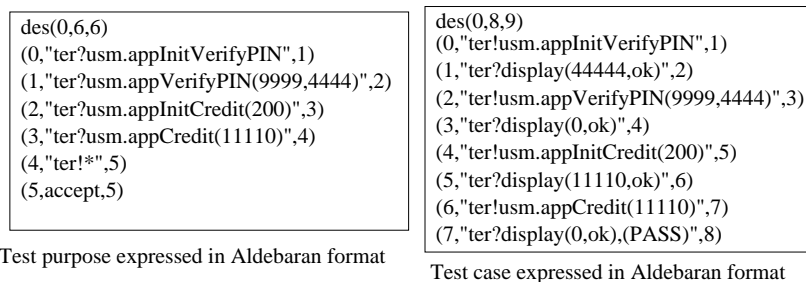 des(0,6,6)
(0,"ter?usm.appInitVerifyPIN",1)
(1,"ter?usm.appVerifyPIN(9999,4444)",2)
(2,"ter?usm.appInitCredit(200)",3)
(3,"ter?usm.appCredit(11110)",4)
(4,"ter!*",5)
(5,accept,5)
Test purpose expressed in Aldebaran format
des(0,8,9)
(0,"ter!usm.appInitVerifyPIN",1)
(1,"ter?display(44444,ok)",2)
(2,"ter!usm.appVerifyPIN(9999,4444)",3)
(3,"ter?display(0,ok)",4)
(4,"ter!usm.appInitCredit(200)",5)
(5,"ter?display(11110,ok)",6)
(6,"ter!usm.appCredit(11110)",7)
(7,"ter?display(0,ok),(PASS)",8)
Test case expressed in Aldebaran format